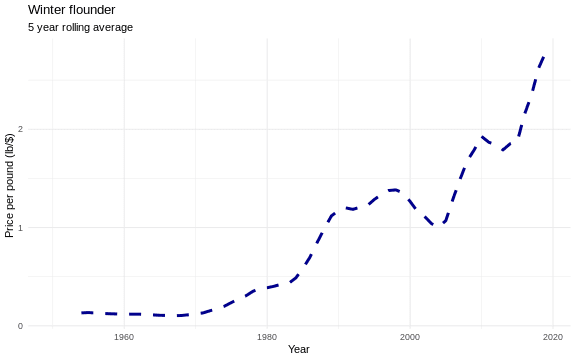 Winter flounder
5 year rolling average
Price per pound (lb/$)
2
1
0
1960
1980
2000
2020
Year